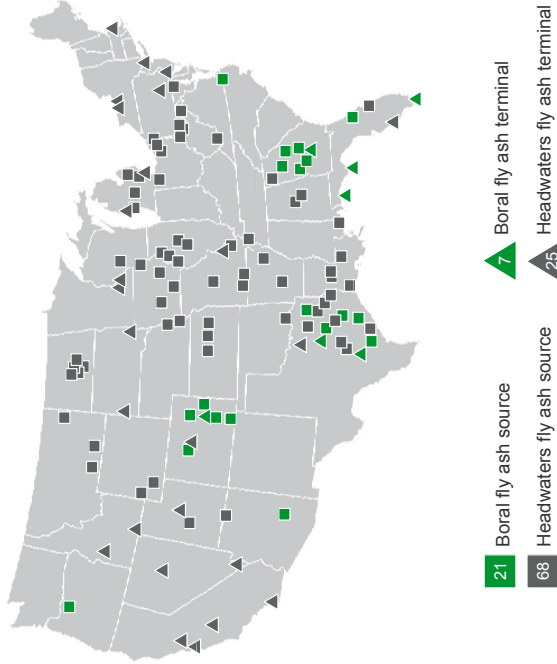 21 Boral fly ash source
7 Boral fly ash terminal
68 Headwaters fly ash source
25 Headwaters fly ash terminal